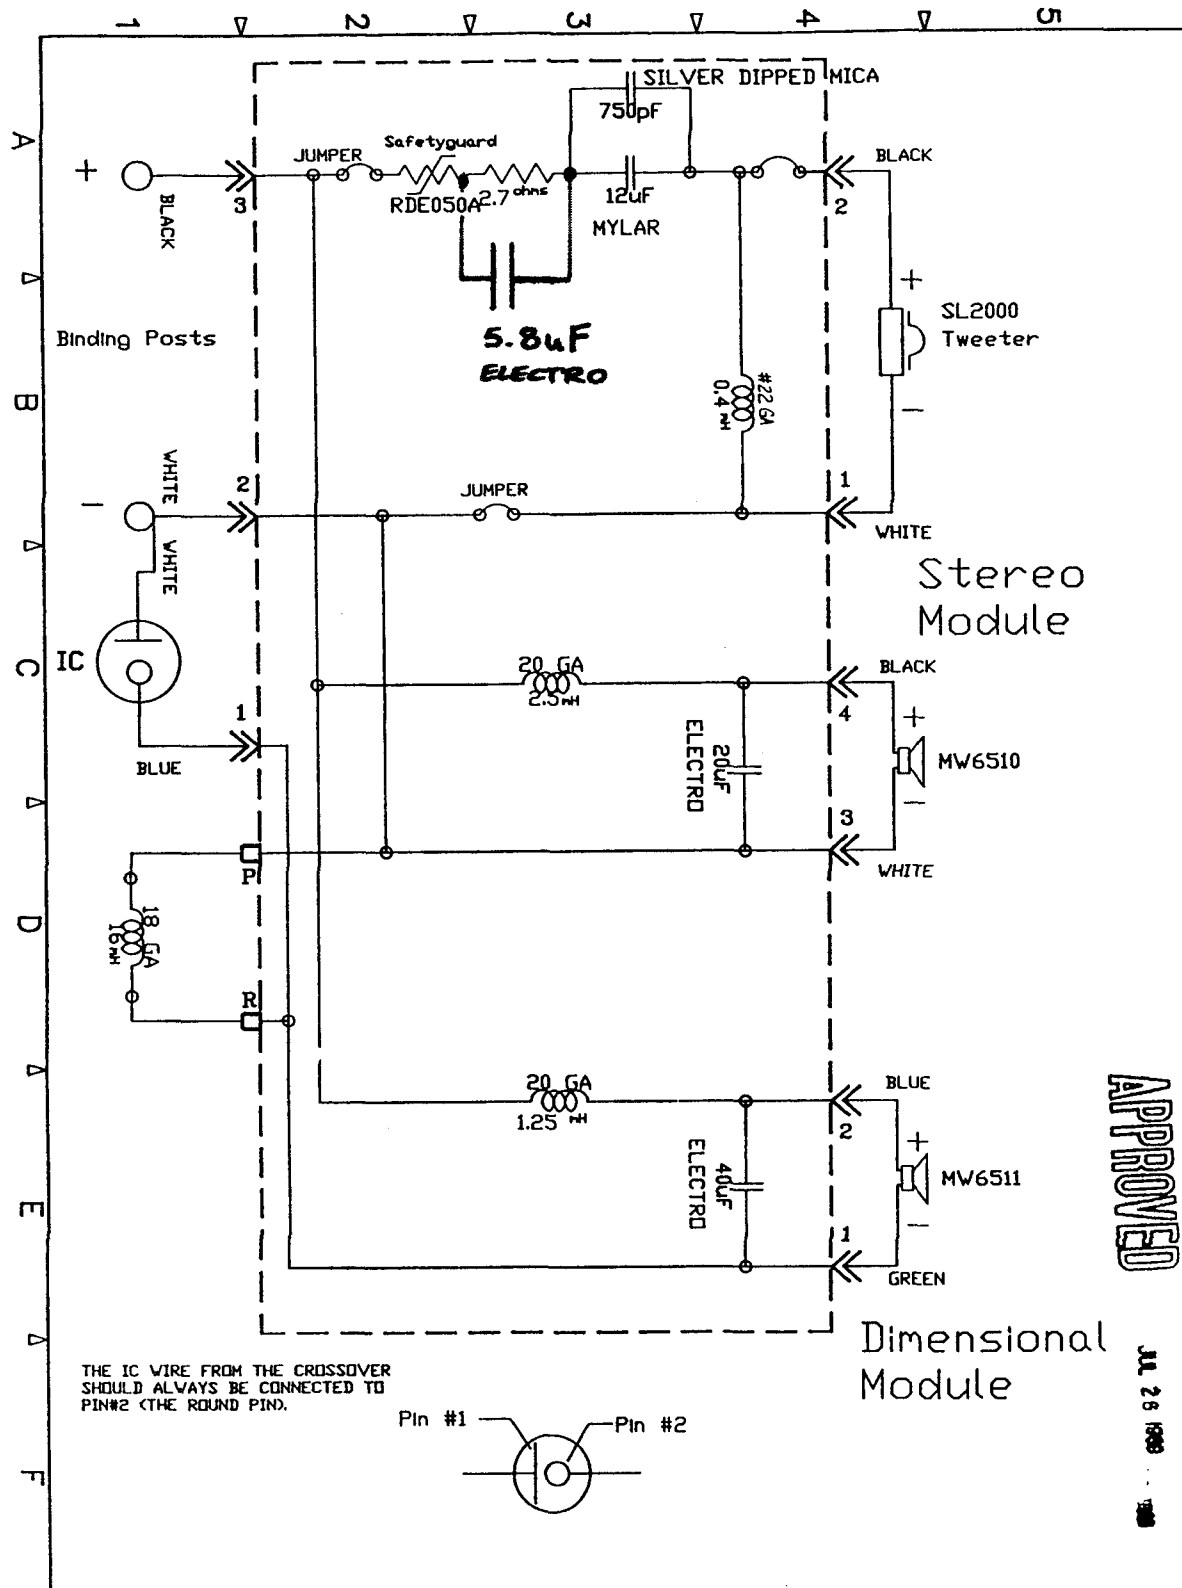 1
2
3
4
5
A
SILVER DIPPED MICA
750pF
Safetyguard
JUMPER
BLACK
+
RDE050A
2.7 ohms
12uF
3
2
MYLAR
BLACK
+
SL2000
Tweeter
Binding Posts
5.8uF
ELECTRO
#22 GA
0.4 mH
B
-
WHITE
2
1
JUMPER
-
WHITE
WHITE
Stereo
Module
C
IC
20 GA
BLACK
2.5mH
1
4
+
BLUE
20uF
ELECTRO
MW6510
-
3
P
WHITE
18 GA
16 mH
D
R
20 GA
BLUE
1.25 mH
2
+
APPROVED
40uF
ELECTRO
MW6511
E
-
1
GREEN
Dimensional
Module
THE IC WIRE FROM THE CROSSOVER
SHOULD ALWAYS BE CONNECTED TO
PIN#2 (THE ROUND PIN).
Pin #1
Pin #2
JUL 26
F